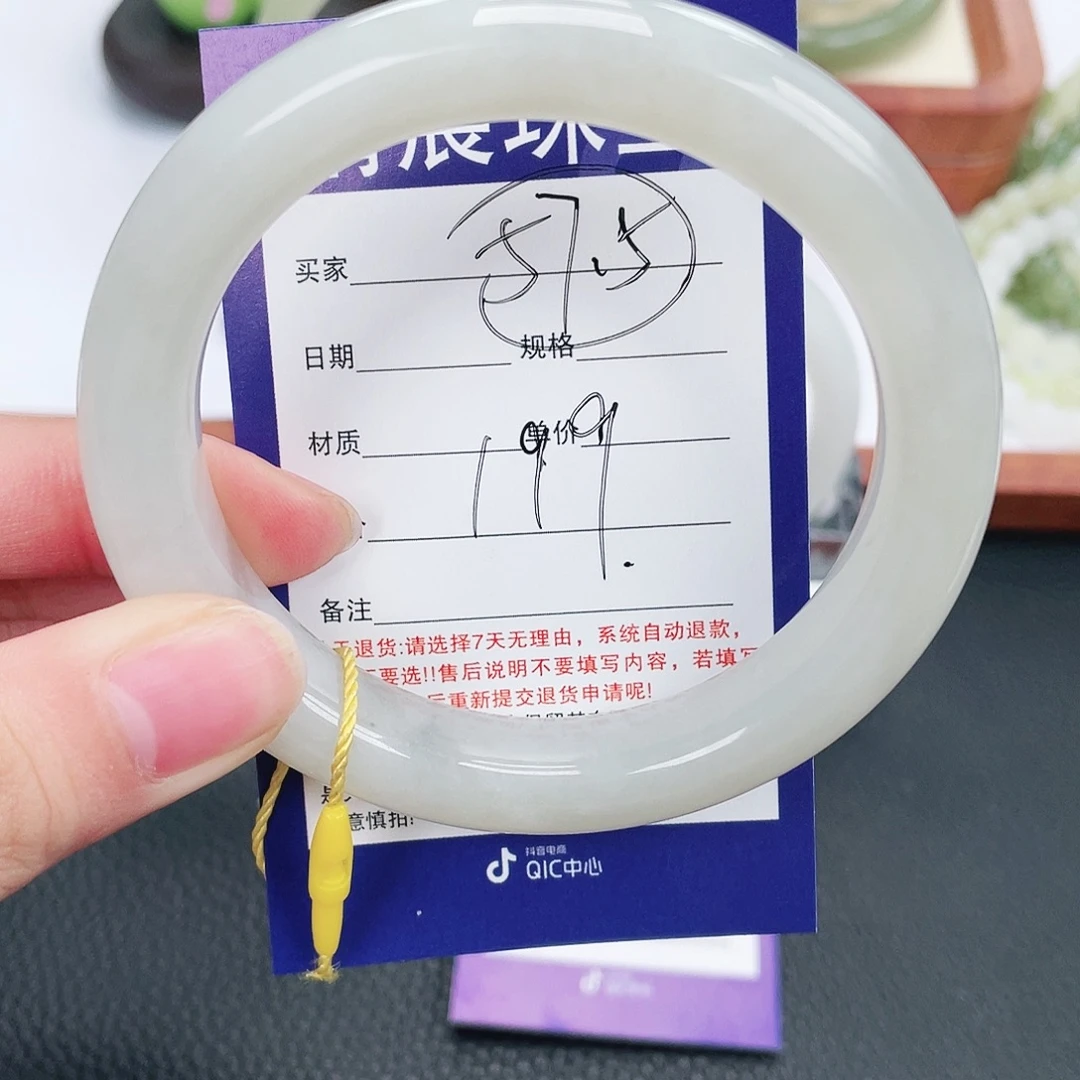 展珠
57.5
买家
日期 规格
材质 单价
199.
备注
天退货:请选择7天无理由，系统自动退款，
要选!!售后说明不要填写内容，若填写
后重新提交退货申请呢!
意慎拍!
抖音电商
QIC中心